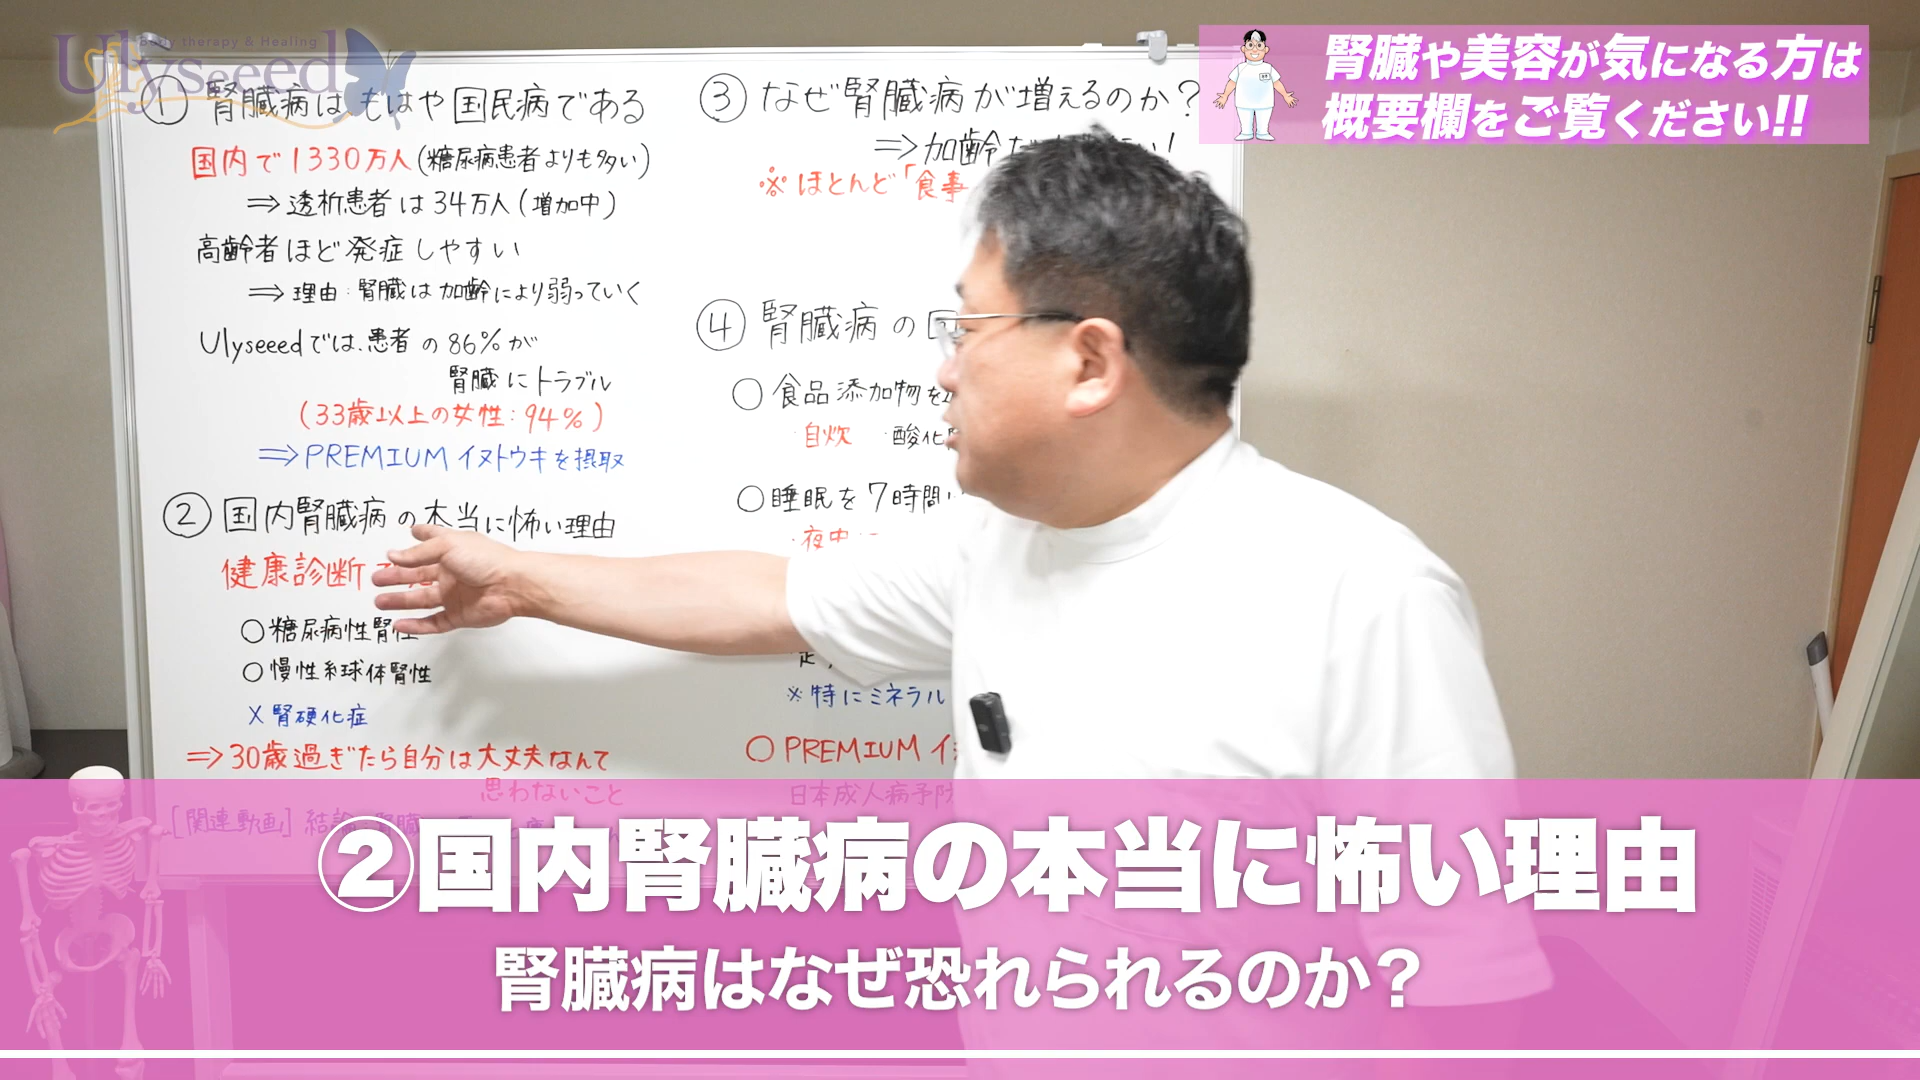 Ulyseeed
Body therapy & Healing
腎臓や美容が気になる方は
概要欄をご覧ください!!
① 腎臓病はもはや国民病である
国内で1330万人(糖尿病患者よりも多い)
⇒透析患者は34万人(増加中)
高齢者ほど発症しやすい
⇒理由:腎臓は加齢により弱っていく
Ulyseeedでは、患者の86%が
腎臓にトラブル
(33歳以上の女性:94%)
⇒PREMIUMイヌトウキを摂取
② 国内腎臓病の本当に怖い理由
健康診断で
○糖尿病性腎性
○慢性糸球体腎性
X 腎硬化症
⇒30歳過ぎたら自分は大丈夫なんて
思わないこと
[関連動画] 結論 腎臓
③ なぜ腎臓病が増えるのか?
⇒加齢だ
※ほとんど「食事
④ 腎臓病の
○食品添加物を
・自炊 ・酸化
○睡眠を7時間
・夜中に
※特にミネラル
○PREMIUM イ
日本成人病予防
②国内腎臓病の本当に怖い理由
腎臓病はなぜ恐れられるのか?